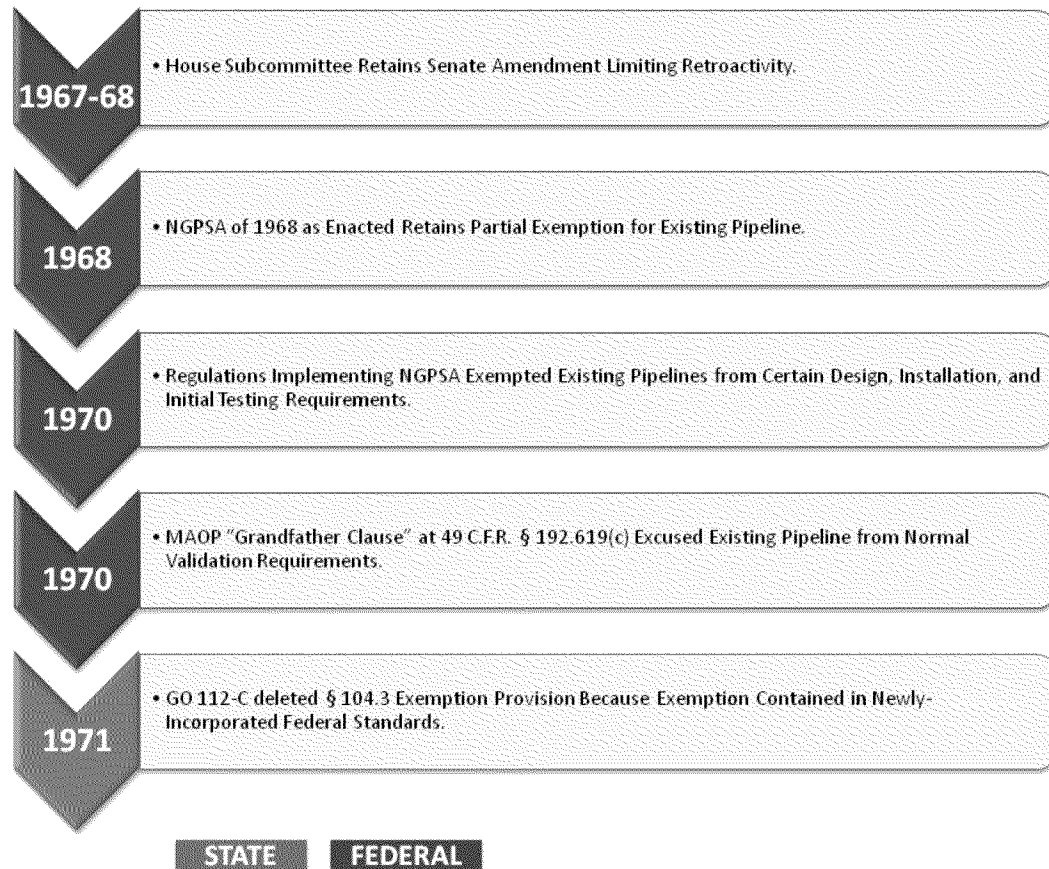 1967-68
• House Subcommittee Retains Senate Amendment Limiting Retroactivity.
1968
• NGPSA of 1968 as Enacted Retains Partial Exemption for Existing Pipeline.
1970
• Regulations Implementing NGPSA Exempted Existing Pipelines from Certain Design, Installation, and
Initial Testing Requirements.
1970
• MAOP "Grandfather Clause" at 49 C.F.R. § 192.619(c) Excused Existing Pipeline from Normal
Validation Requirements.
1971
• GO 112-C deleted § 104.3 Exemption Provision Because Exemption Contained in Newly-
Incorporated Federal Standards.
STATE FEDERAL